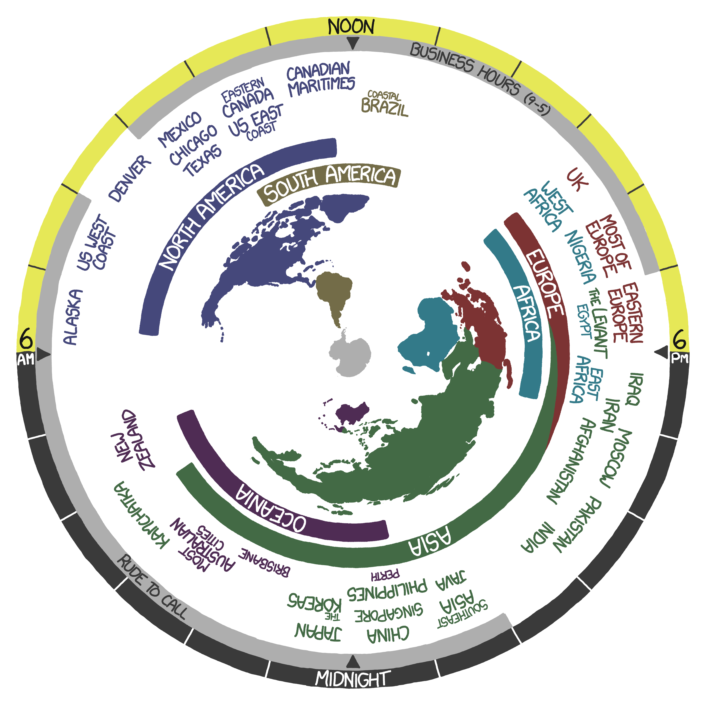 NOON
BUSINESS HOURS (9-5)
CANADIAN
MARITIMES
COASTAL
BRAZIL
EASTERN
CANADA
US EAST
COAST
MEXICO
CHICAGO
TEXAS
DENVER
US WEST
COAST
ALASKA
NORTH AMERICA
SOUTH AMERICA
UK
WEST
AFRICA
NIGERIA
MOST OF
EUROPE
EASTERN
EUROPE
THE LEVANT
EGYPT
EUROPE
AFRICA
EAST
AFRICA
6
AM
6
PM
IRAQ
IRAN
AFGHANISTAN
MOSCOW
PAKISTAN
INDIA
NEW
ZEALAND
KAMCHATKA
MOST
AUSTRALIAN
CITIES
BRISBANE
OCEANIA
ASIA
PERTH
JAVA
PHILIPPINES
THE
KOREAS
SINGAPORE
SOUTHEAST
ASIA
JAPAN
CHINA
RUDE TO CALL
MIDNIGHT